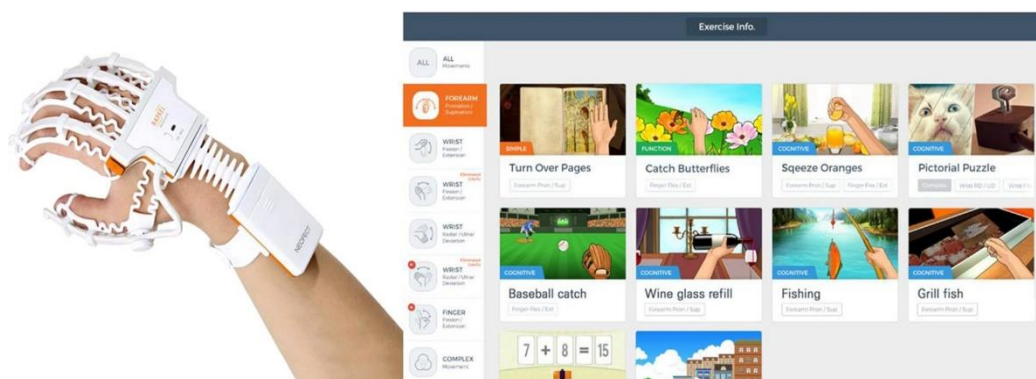 RAPAEL
NEOFECT
Exercise Info.
ALL
ALL
Movements
FOREARM
Pronation /
Supination
WRIST
Flexion /
Extension
WRIST
Flexion /
Extension
WRIST
Radial / Ulnar
Deviation
WRIST
Radial / Ulnar
Deviation
FINGER
Flexion /
Extension
COMPLEX
Movement
SIMPLE
Turn Over Pages
Forearm Pron / Sup
FUNCTION
Catch Butterflies
Finger Flex / Ext
COGNITIVE
Sqeeze Oranges
Forearm Pron / Sup Finger Flex / Ext
COGNITIVE
Pictorial Puzzle
Complex Wrist RD / UD
COGNITIVE
Baseball catch
Finger Flex / Ext
COGNITIVE
Wine glass refill
Forearm Pron / Sup
COGNITIVE
Fishing
Forearm Pron / Sup
COGNITIVE
Grill fish
Forearm Pron / Sup
7 + 8 = 15